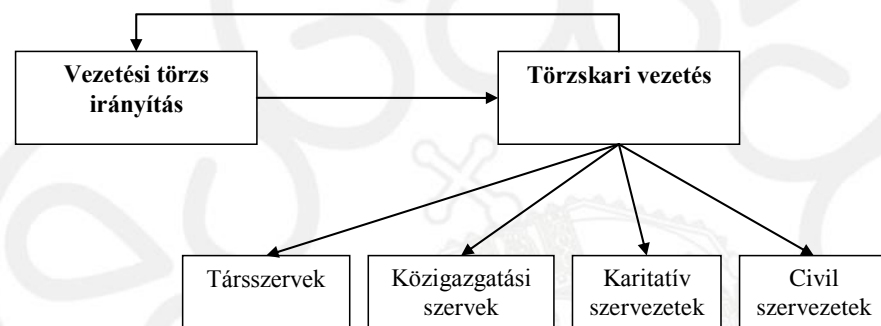 Vezetési törzs
irányítás
Törzskari vezetés
Társszervek
Közigazgatási
szervek
Karitatív
szervezetek
Civil
szervezetek